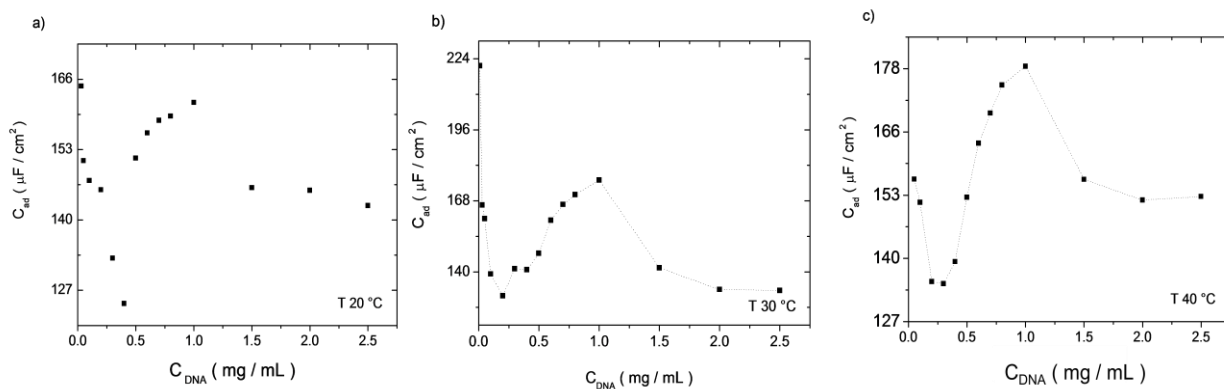 a)
166
153
140
127
C_ad ( μF / cm²)
T 20 °C
0.0 0.5 1.0 1.5 2.0 2.5
C_DNA ( mg / mL )
b)
224
196
168
140
C_ad ( μF / cm²)
T 30 °C
0.0 0.5 1.0 1.5 2.0 2.5
C_DNA ( mg / mL )
c)
178
166
153
140
127
C_ad ( μF / cm²)
T 40 °C
0.0 0.5 1.0 1.5 2.0 2.5
C_DNA ( mg / mL )